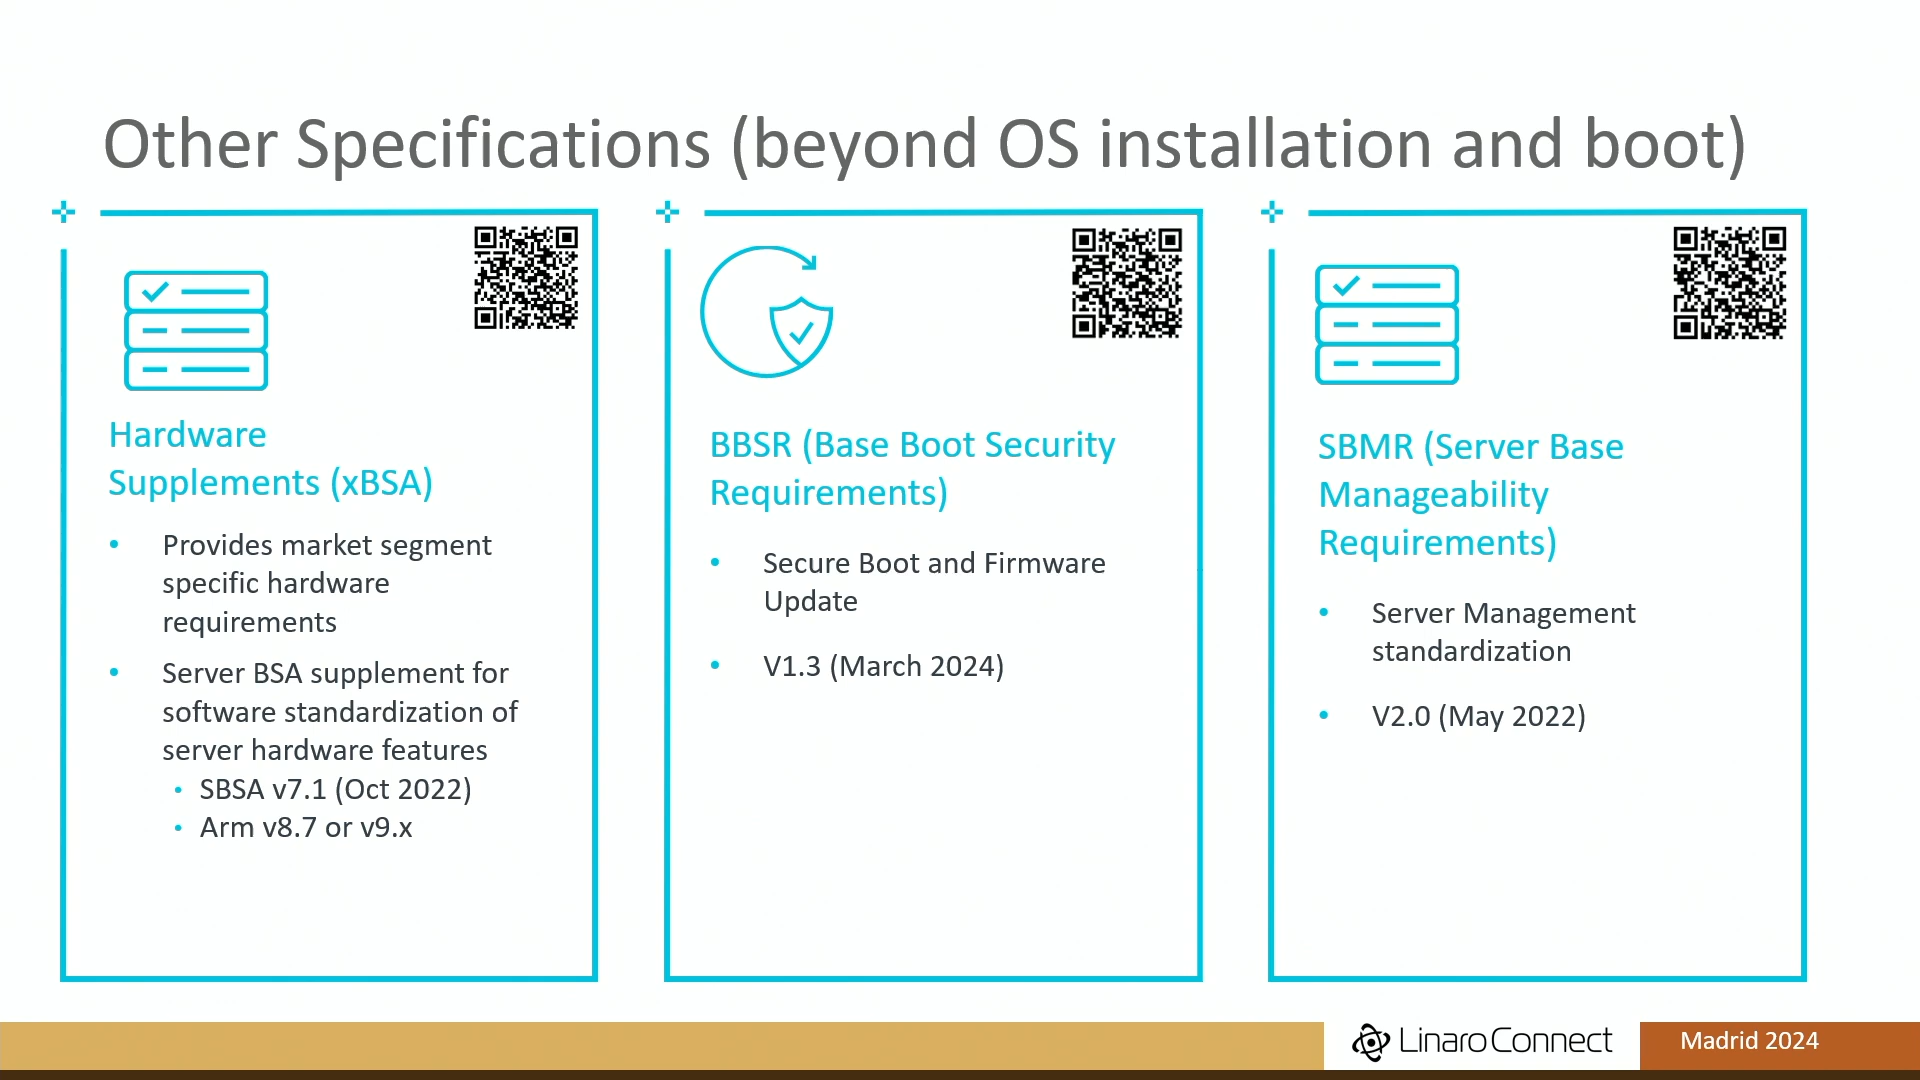 Other Specifications (beyond OS installation and boot)
Hardware
Supplements (xBSA)
• Provides market segment
specific hardware
requirements
• Server BSA supplement for
software standardization of
server hardware features
• SBSA v7.1 (Oct 2022)
• Arm v8.7 or v9.x
BBSR (Base Boot Security
Requirements)
• Secure Boot and Firmware
Update
• V1.3 (March 2024)
SBMR (Server Base
Manageability
Requirements)
• Server Management
standardization
• V2.0 (May 2022)
Linaro Connect
Madrid 2024